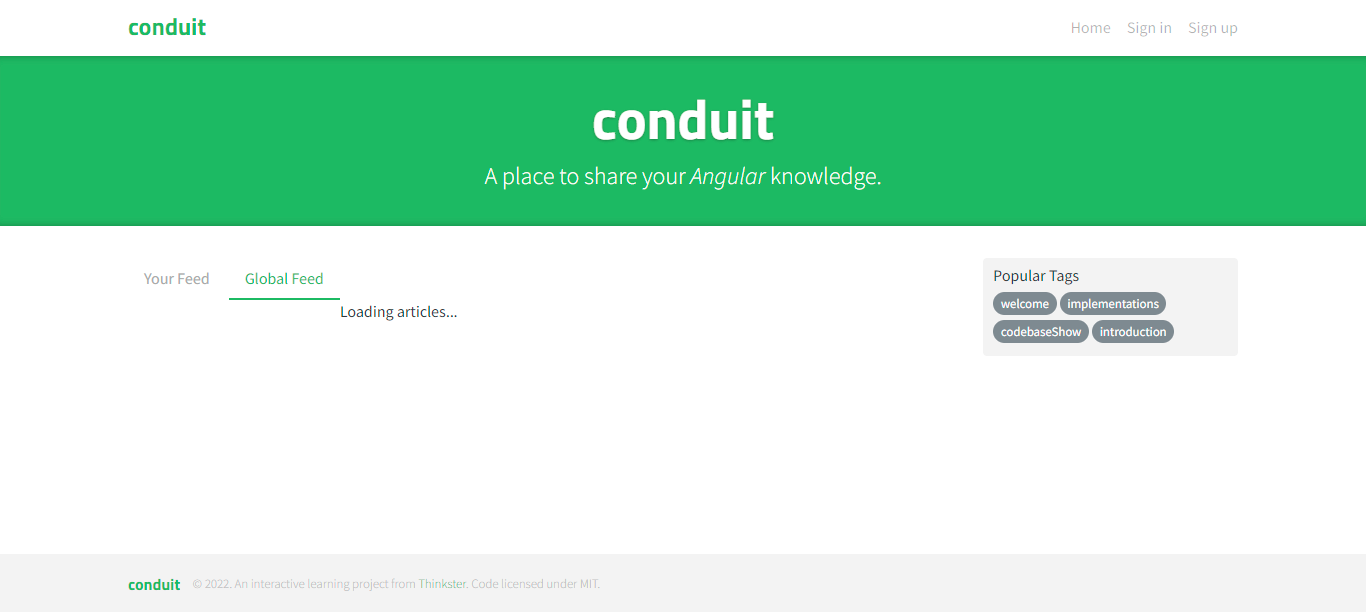 conduit
Home Sign in Sign up
conduit
A place to share your Angular knowledge.
Your Feed Global Feed
Loading articles...
Popular Tags
welcome implementations
codebaseShow introduction
conduit © 2022. An interactive learning project from Thinkster. Code licensed under MIT.